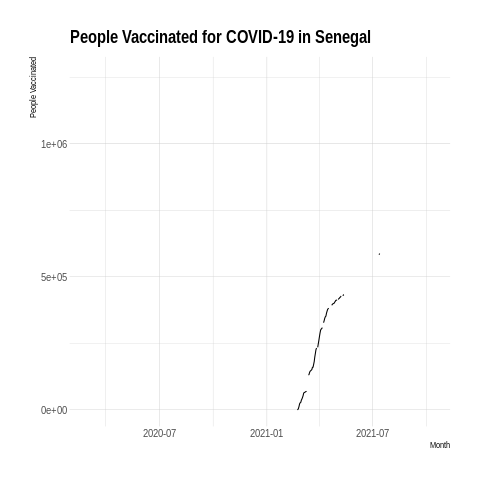 People Vaccinated for COVID-19 in Senegal
People Vaccinated
1e+06
5e+05
0e+00
2020-07
2021-01
2021-07
Month